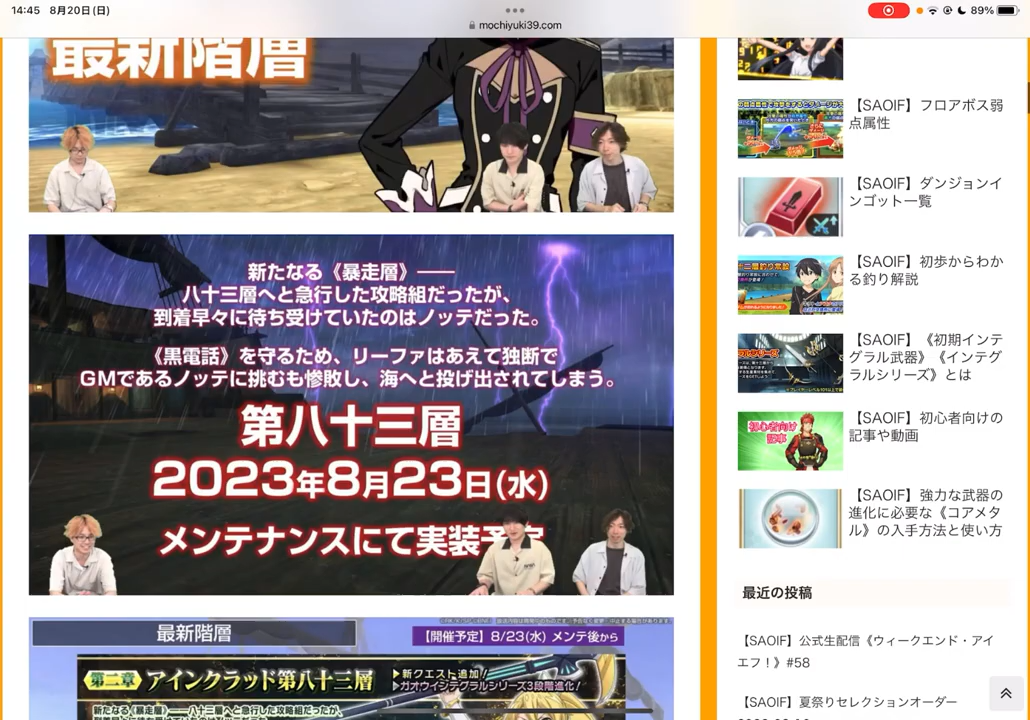 14:45 8月20日(日)
mochiyuki39.com
89%
最新階層
新たなる《暴走層》――
八十三層へと急行した攻略組だったが、
到着早々に待ち受けていたのはノッテだった。
《黒電話》を守るため、リーファはあえて独断で
GMであるノッテに挑むも惨敗し、海へと投げ出されてしまう。
第八十三層
2023年8月23日(水)
メンテナンスにて実装予定
最新階層
【開催予定】8/23(水) メンテ後から
第二章 アインクラッド第八十三層
▶新クエスト追加!
▶ガオウインテグラルシリーズ3段階進化!
新たなる《暴走層》――八十三層へと急行した攻略組だったが、
【SAOIF】フロアボス弱
点属性
【SAOIF】ダンジョンイ
ンゴット一覧
【SAOIF】初歩からわか
る釣り解説
【SAOIF】《初期インテ
グラル武器》《インテグ
ラルシリーズ》とは
初心者向け
記事
【SAOIF】初心者向けの
記事や動画
【SAOIF】強力な武器の
進化に必要な《コアメタ
ル》の入手方法と使い方
最近の投稿
【SAOIF】公式生配信《ウィークエンド・アイ
エフ！》#58
【SAOIF】夏祭りセレクションオーダー